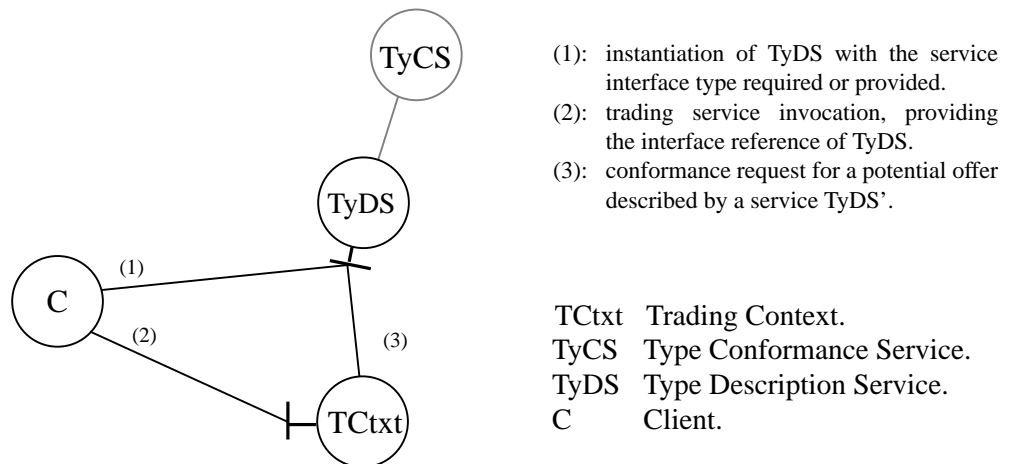 TyCS
TyDS
C
(1)
(2)
(3)
TCtxt
(1): instantiation of TyDS with the service
interface type required or provided.
(2): trading service invocation, providing
the interface reference of TyDS.
(3): conformance request for a potential offer
described by a service TyDS’.
TCtxt Trading Context.
TyCS Type Conformance Service.
TyDS Type Description Service.
C Client.